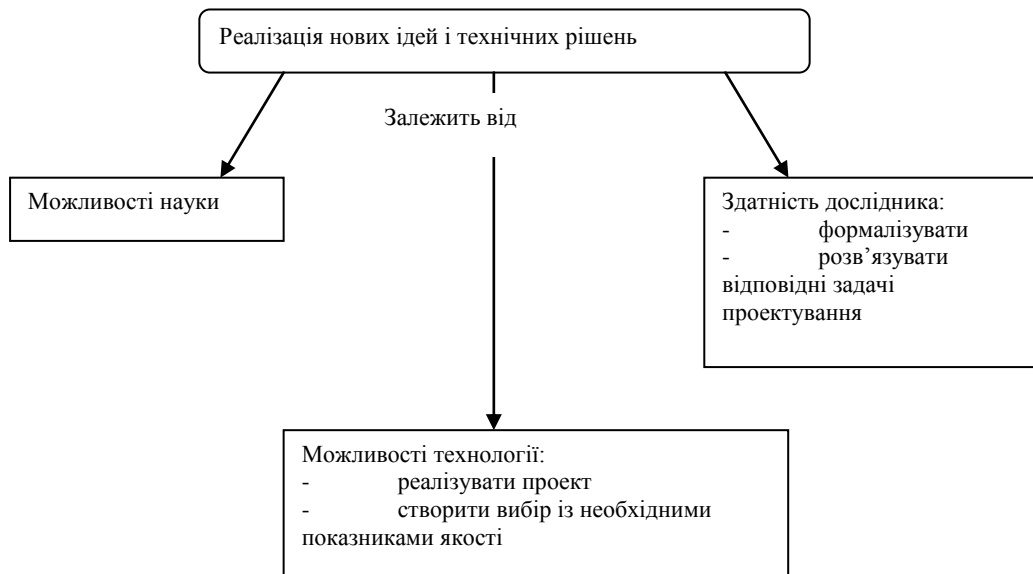 Реалізація нових ідей і технічних рішень
Залежить від
Можливості науки
Здатність дослідника:
- формалізувати
- розв’язувати
відповідні задачі
проектування
Можливості технології:
- реалізувати проект
- створити вибір із необхідними
показниками якості